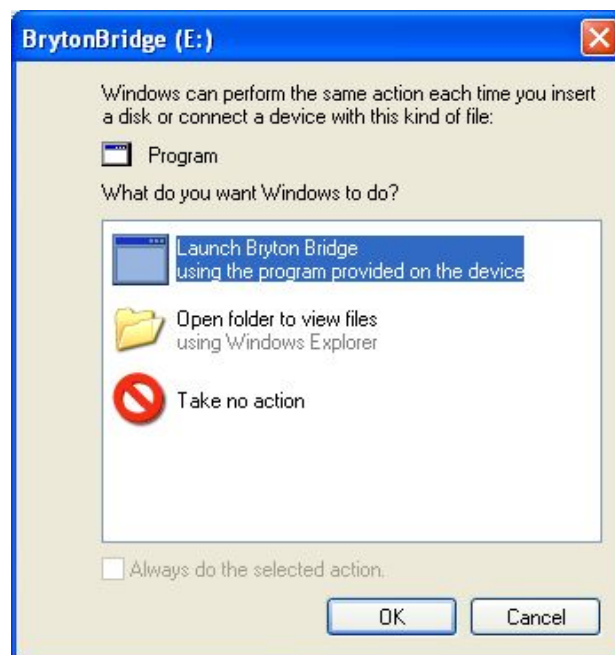 BrytonBridge (E:)
Windows can perform the same action each time you insert
a disk or connect a device with this kind of file:
Program
What do you want Windows to do?
Launch Bryton Bridge
using the program provided on the device
Open folder to view files
using Windows Explorer
Take no action
Always do the selected action.
OK
Cancel